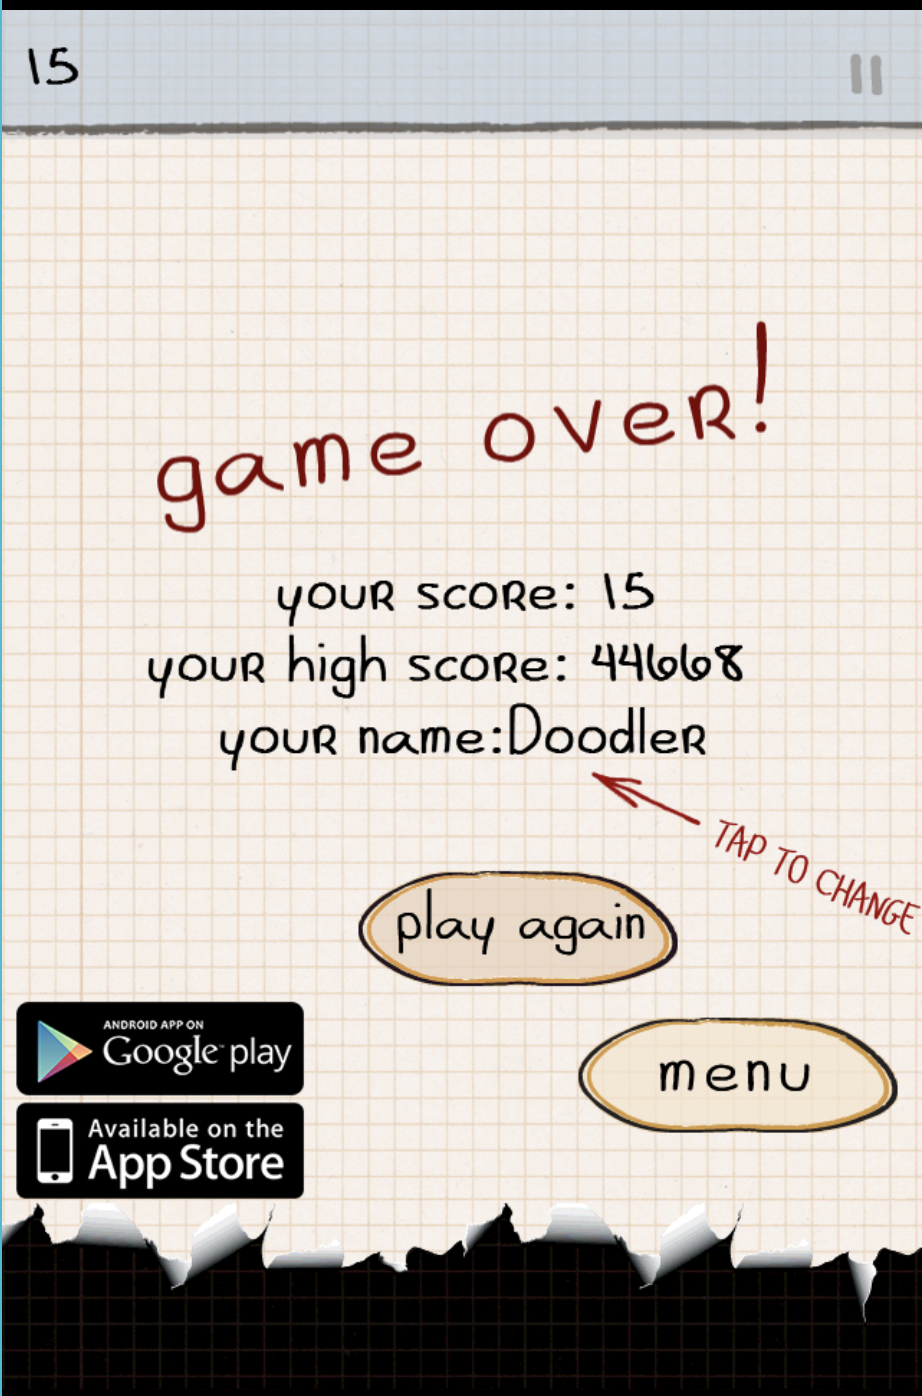 15
game over!
your score: 15
your high score: 44668
your name:Doodler
TAP TO CHANGE
play again
ANDROID APP ON
Google play
menu
Available on the
App Store